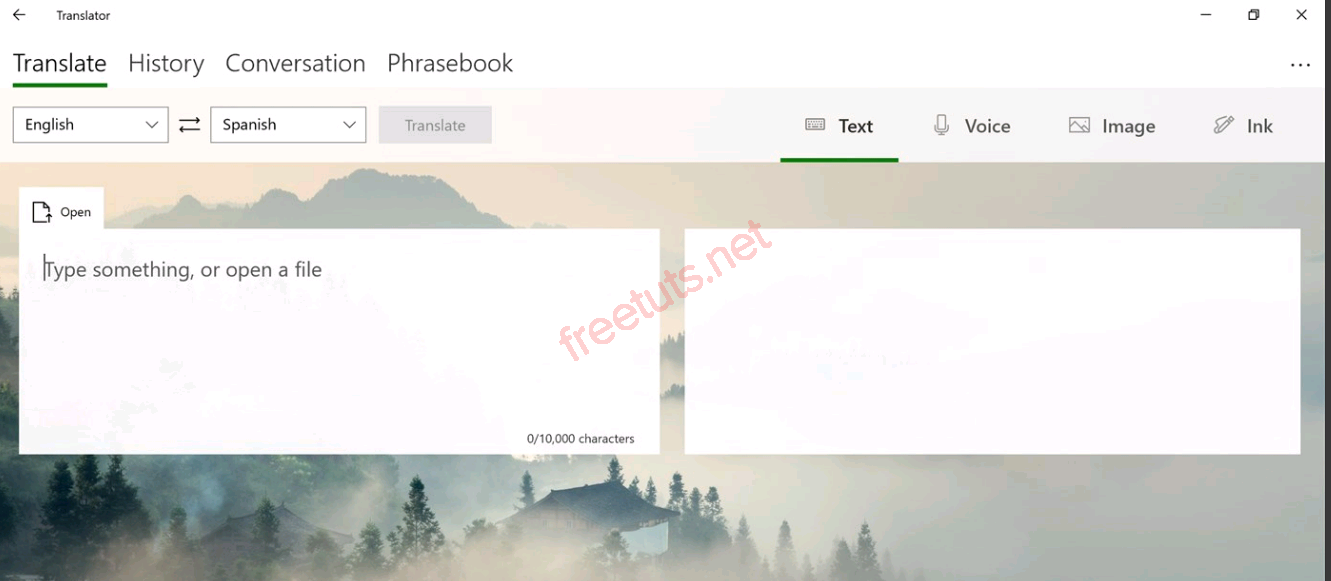 Translator
Translate History Conversation Phrasebook
English Spanish Translate Text Voice Image Ink
Open
Type something, or open a file
freetuts.net
0/10,000 characters